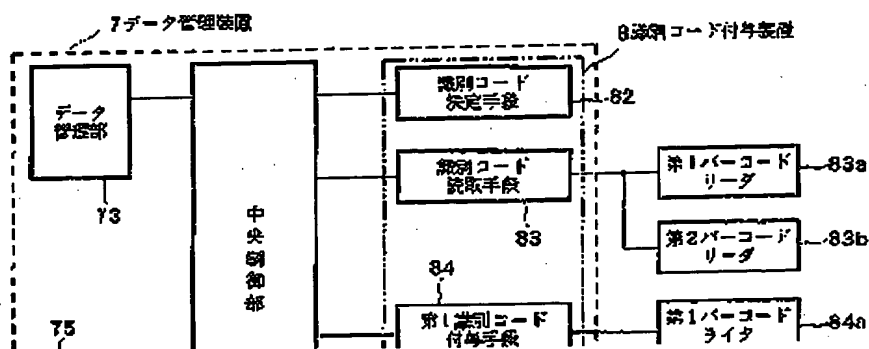 7データ管理装置
8識別コード付与装置
データ
管理部
73
中
央
制
御
部
識別コード
決定手段
82
識別コード
読取手段
83
第1バーコード
リーダ
83a
第2バーコード
リーダ
83b
84
第1識別コード
付与手段
第1バーコード
ライタ
84a
75